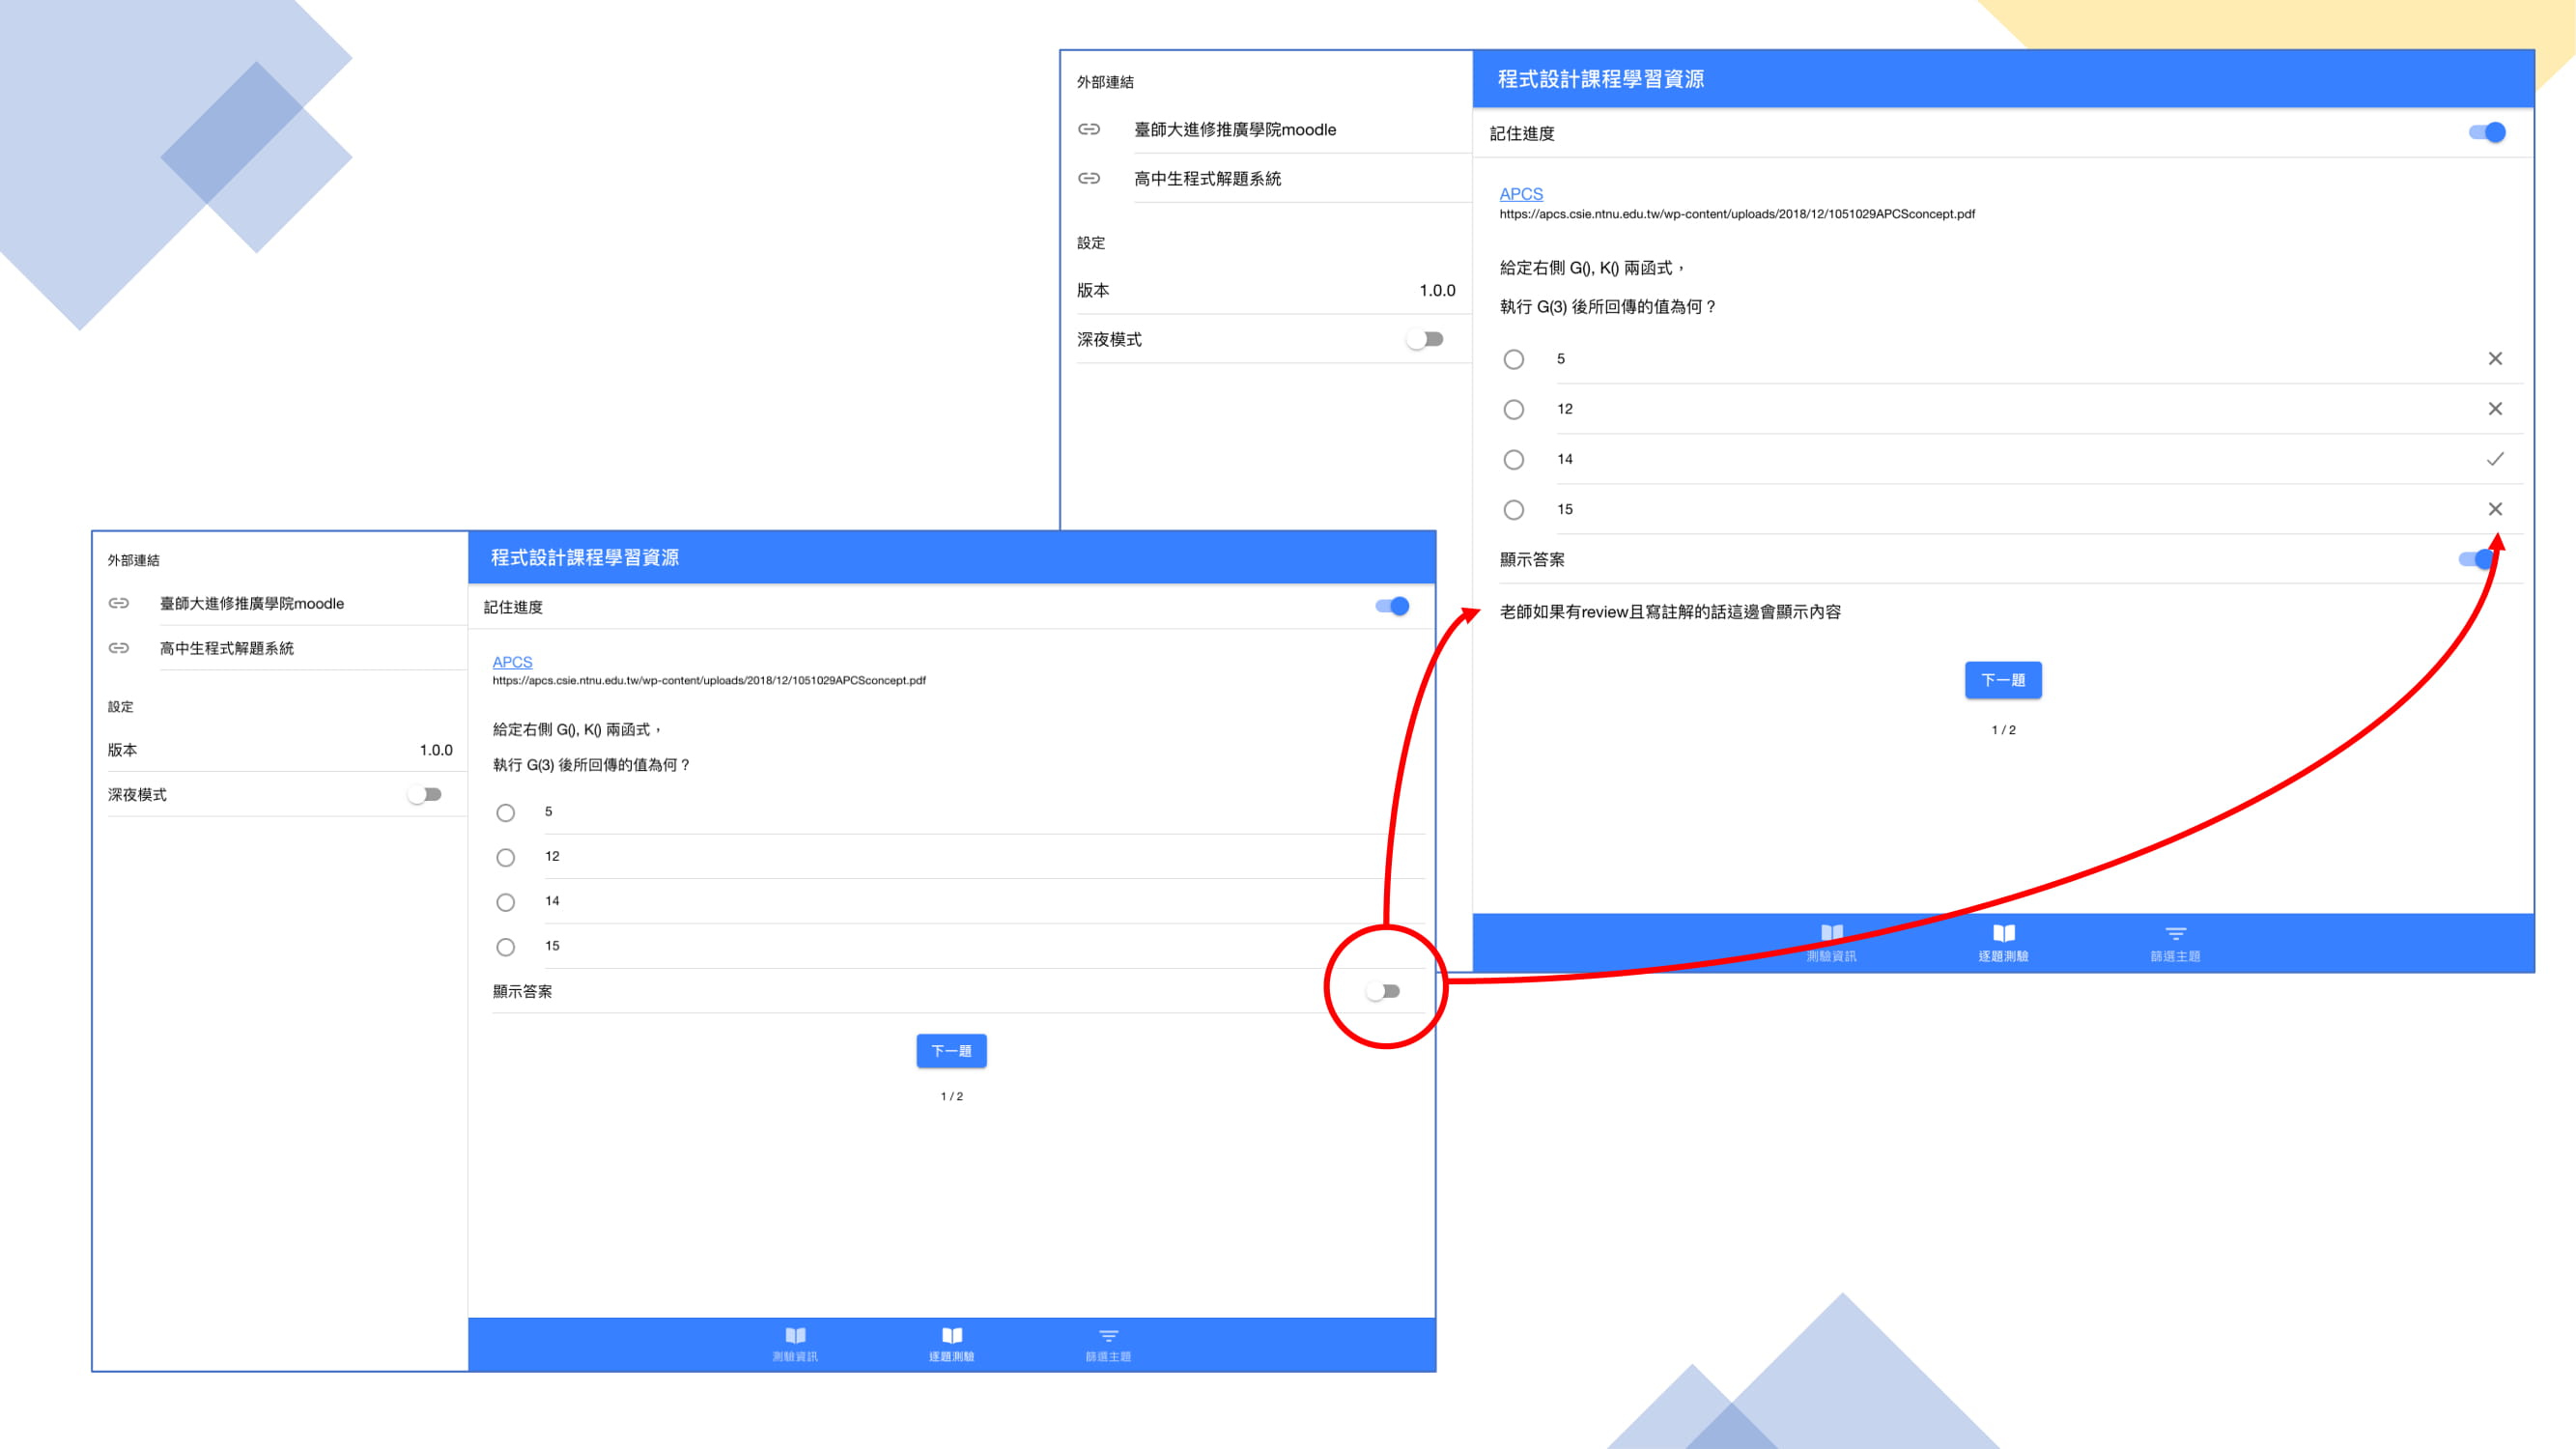 外部連結
臺師大進修推廣學院moodle
高中生程式解題系統
設定
版本 1.0.0
深夜模式
程式設計課程學習資源
記住進度
APCS
https://apcs.csie.ntnu.edu.tw/wp-content/uploads/2018/12/1051029APCSconcept.pdf
給定右側 G(), K() 兩函式，
執行 G(3) 後所回傳的值為何？
5
12
14
15
顯示答案
老師如果有review且寫註解的話這邊會顯示內容
下一題
1 / 2
測驗資訊
逐題測驗
篩選主題
外部連結
臺師大進修推廣學院moodle
高中生程式解題系統
設定
版本 1.0.0
深夜模式
程式設計課程學習資源
記住進度
APCS
https://apcs.csie.ntnu.edu.tw/wp-content/uploads/2018/12/1051029APCSconcept.pdf
給定右側 G(), K() 兩函式，
執行 G(3) 後所回傳的值為何？
5
12
14
15
顯示答案
下一題
1 / 2
測驗資訊
逐題測驗
篩選主題